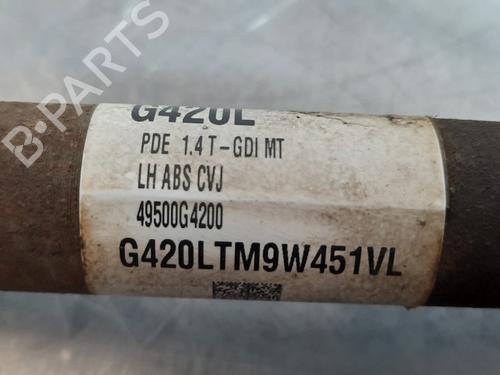 G420L
PDE 1.4 T-GDI MT
LH ABS CVJ
49500G4200
G420LTM9W451VL
B-PARTS